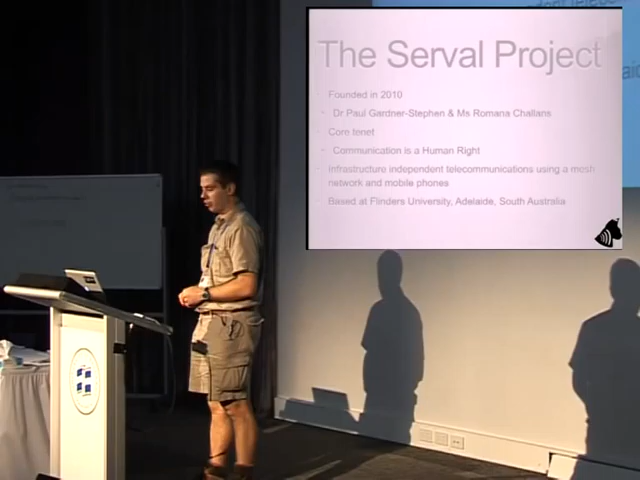 The Serval Project
Founded in 2010
Dr Paul Gardner-Stephen & Ms Romana Challans
Core tenet
Communication is a Human Right
Infrastructure independent telecommunications using a mesh
network and mobile phones
Based at Flinders University, Adelaide, South Australia